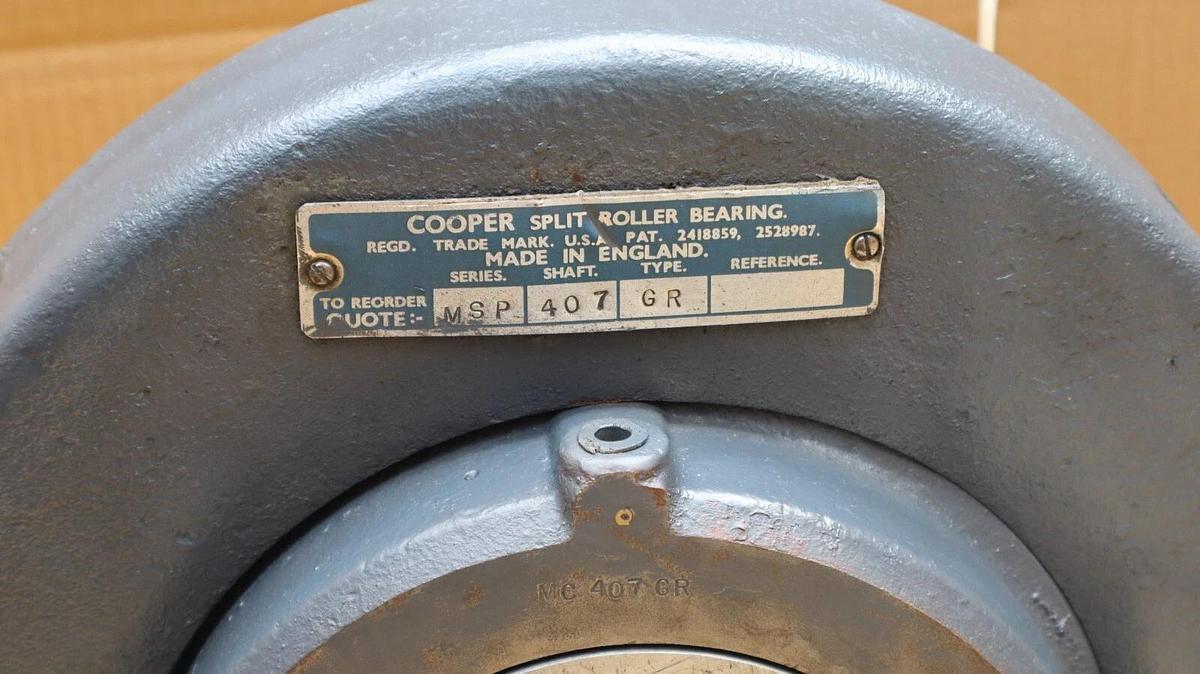 COOPER SPLIT ROLLER BEARING.
REGD. TRADE MARK. U.S.A. PAT. 2418859, 2528987.
MADE IN ENGLAND.
SERIES. SHAFT. TYPE. REFERENCE.
TO REORDER
QUOTE:- MSP 407 GR
MC 407 GR